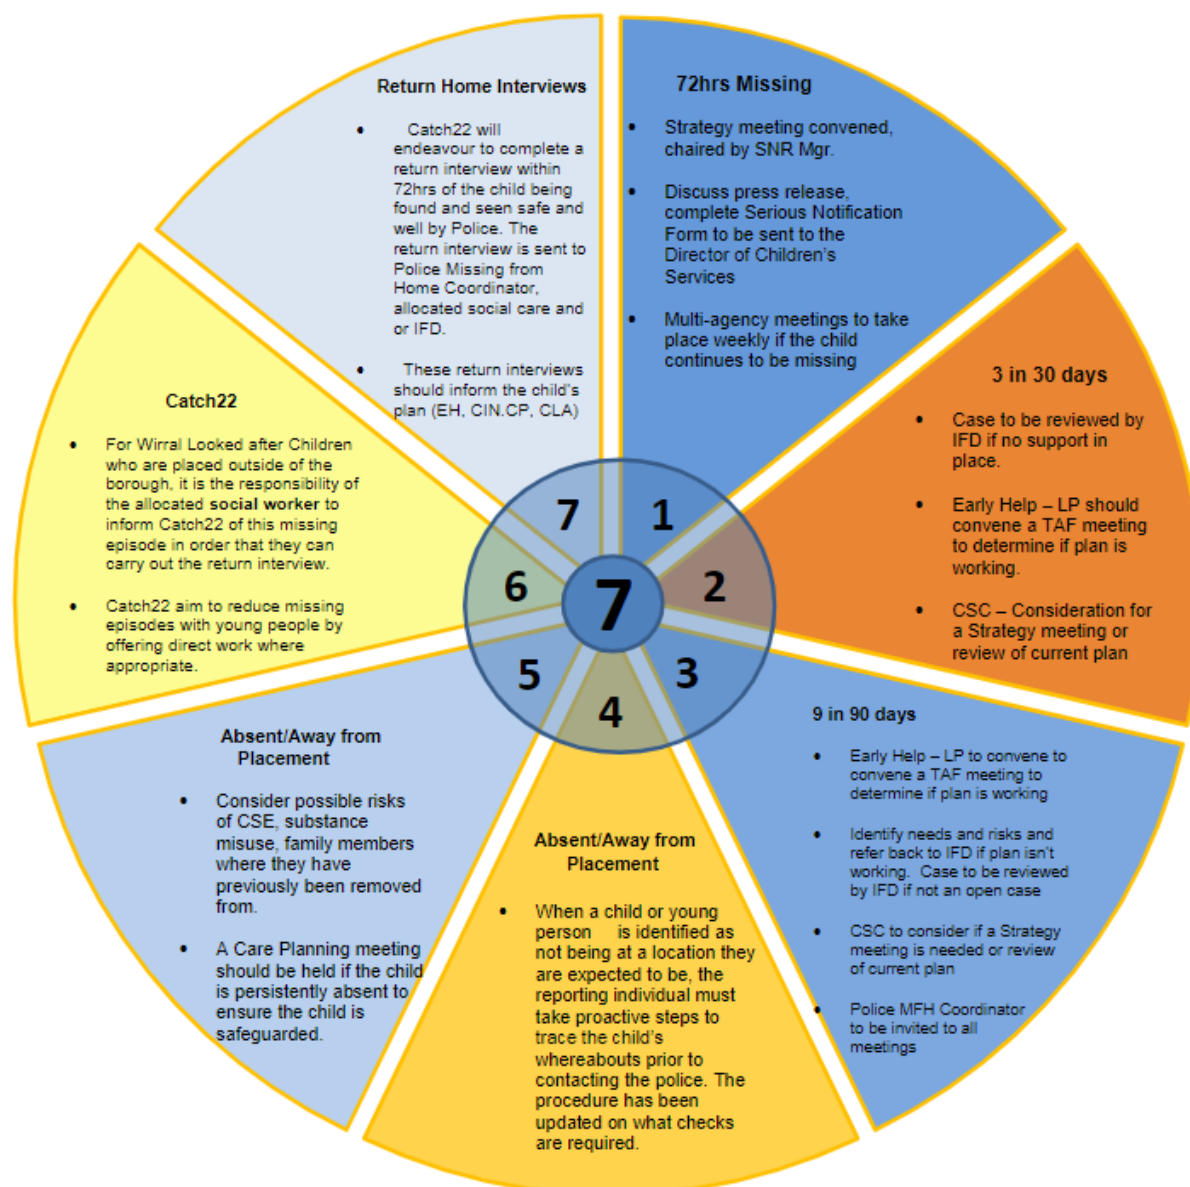 72hrs Missing
• Strategy meeting convened,
chaired by SNR Mgr.
• Discuss press release,
complete Serious Notification
Form to be sent to the
Director of Children's
Services
• Multi-agency meetings to take
place weekly if the child
continues to be missing
3 in 30 days
• Case to be reviewed by
IFD if no support in
place.
• Early Help – LP should
convene a TAF meeting
to determine if plan is
working.
• CSC – Consideration for
a Strategy meeting or
review of current plan
9 in 90 days
• Early Help – LP to convene to
convene a TAF meeting to
determine if plan is working
• Identify needs and risks and
refer back to IFD if plan isn't
working. Case to be reviewed
by IFD if not an open case
• CSC to consider if a Strategy
meeting is needed or review
of current plan
• Police MFH Coordinator
to be invited to all
meetings
Absent/Away from
Placement
• When a child or young
person is identified as
not being at a location they
are expected to be, the
reporting individual must
take proactive steps to
trace the child's
whereabouts prior to
contacting the police. The
procedure has been
updated on what checks
are required.
Absent/Away from
Placement
• Consider possible risks
of CSE, substance
misuse, family members
where they have
previously been removed
from.
• A Care Planning meeting
should be held if the child
is persistently absent to
ensure the child is
safeguarded.
Catch22
• For Wirral Looked after Children
who are placed outside of the
borough, it is the responsibility of
the allocated social worker to
inform Catch22 of this missing
episode in order that they can
carry out the return interview.
• Catch22 aim to reduce missing
episodes with young people by
offering direct work where
appropriate.
Return Home Interviews
• Catch22 will
endeavour to complete a
return interview within
72hrs of the child being
found and seen safe and
well by Police. The
return interview is sent to
Police Missing from
Home Coordinator,
allocated social care and
or IFD.
• These return interviews
should inform the child's
plan (EH, CIN.CP, CLA)
1
2
3
4
5
6
7
7